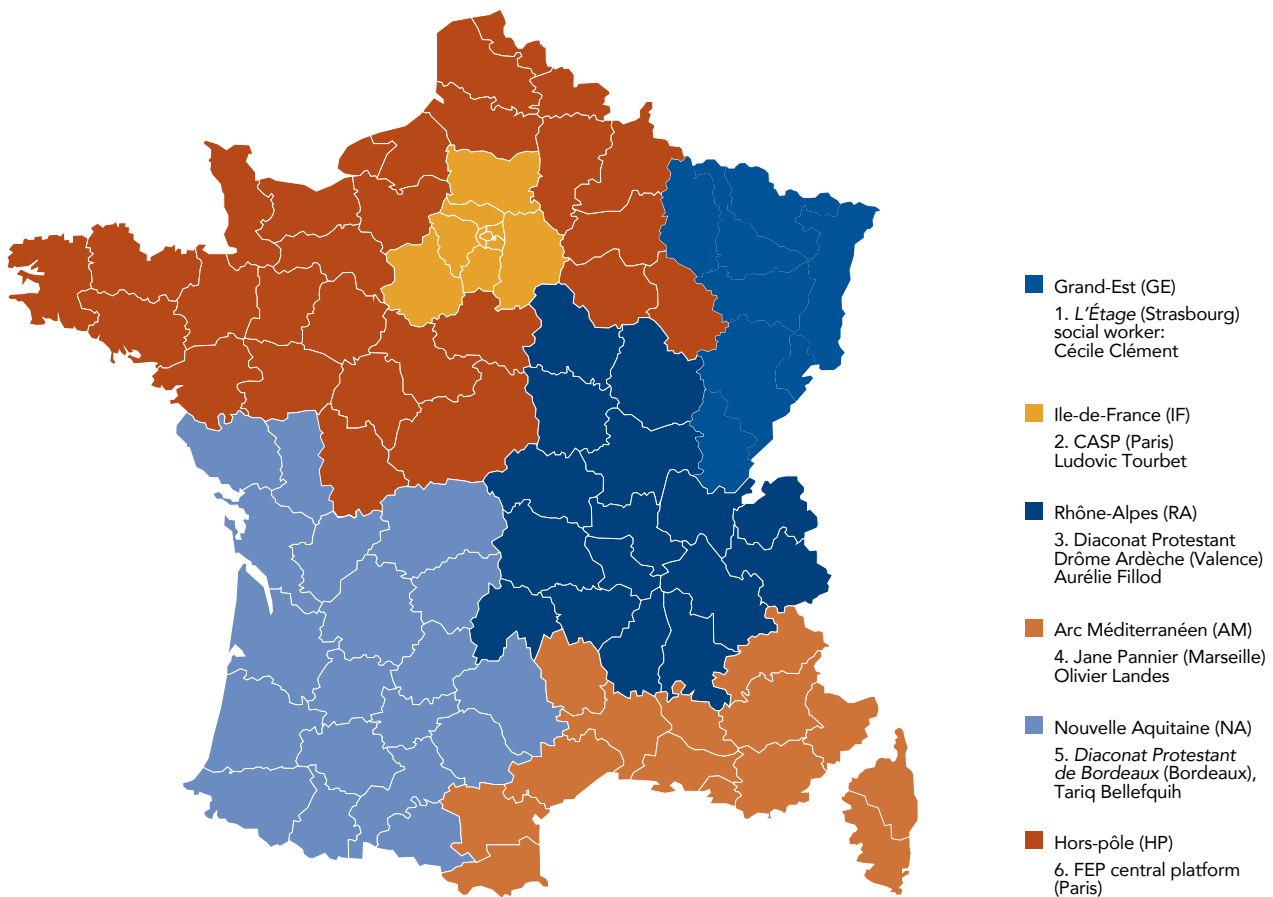 Grand-Est (GE)
1. L'Étage (Strasbourg)
social worker:
Cécile Clément
Ile-de-France (IF)
2. CASP (Paris)
Ludovic Tourbet
Rhône-Alpes (RA)
3. Diaconat Protestant
Drôme Ardèche (Valence)
Aurélie Fillod
Arc Méditerranéen (AM)
4. Jane Pannier (Marseille)
Olivier Landes
Nouvelle Aquitaine (NA)
5. Diaconat Protestant
de Bordeaux (Bordeaux),
Tariq Bellefquih
Hors-pôle (HP)
6. FEP central platform
(Paris)